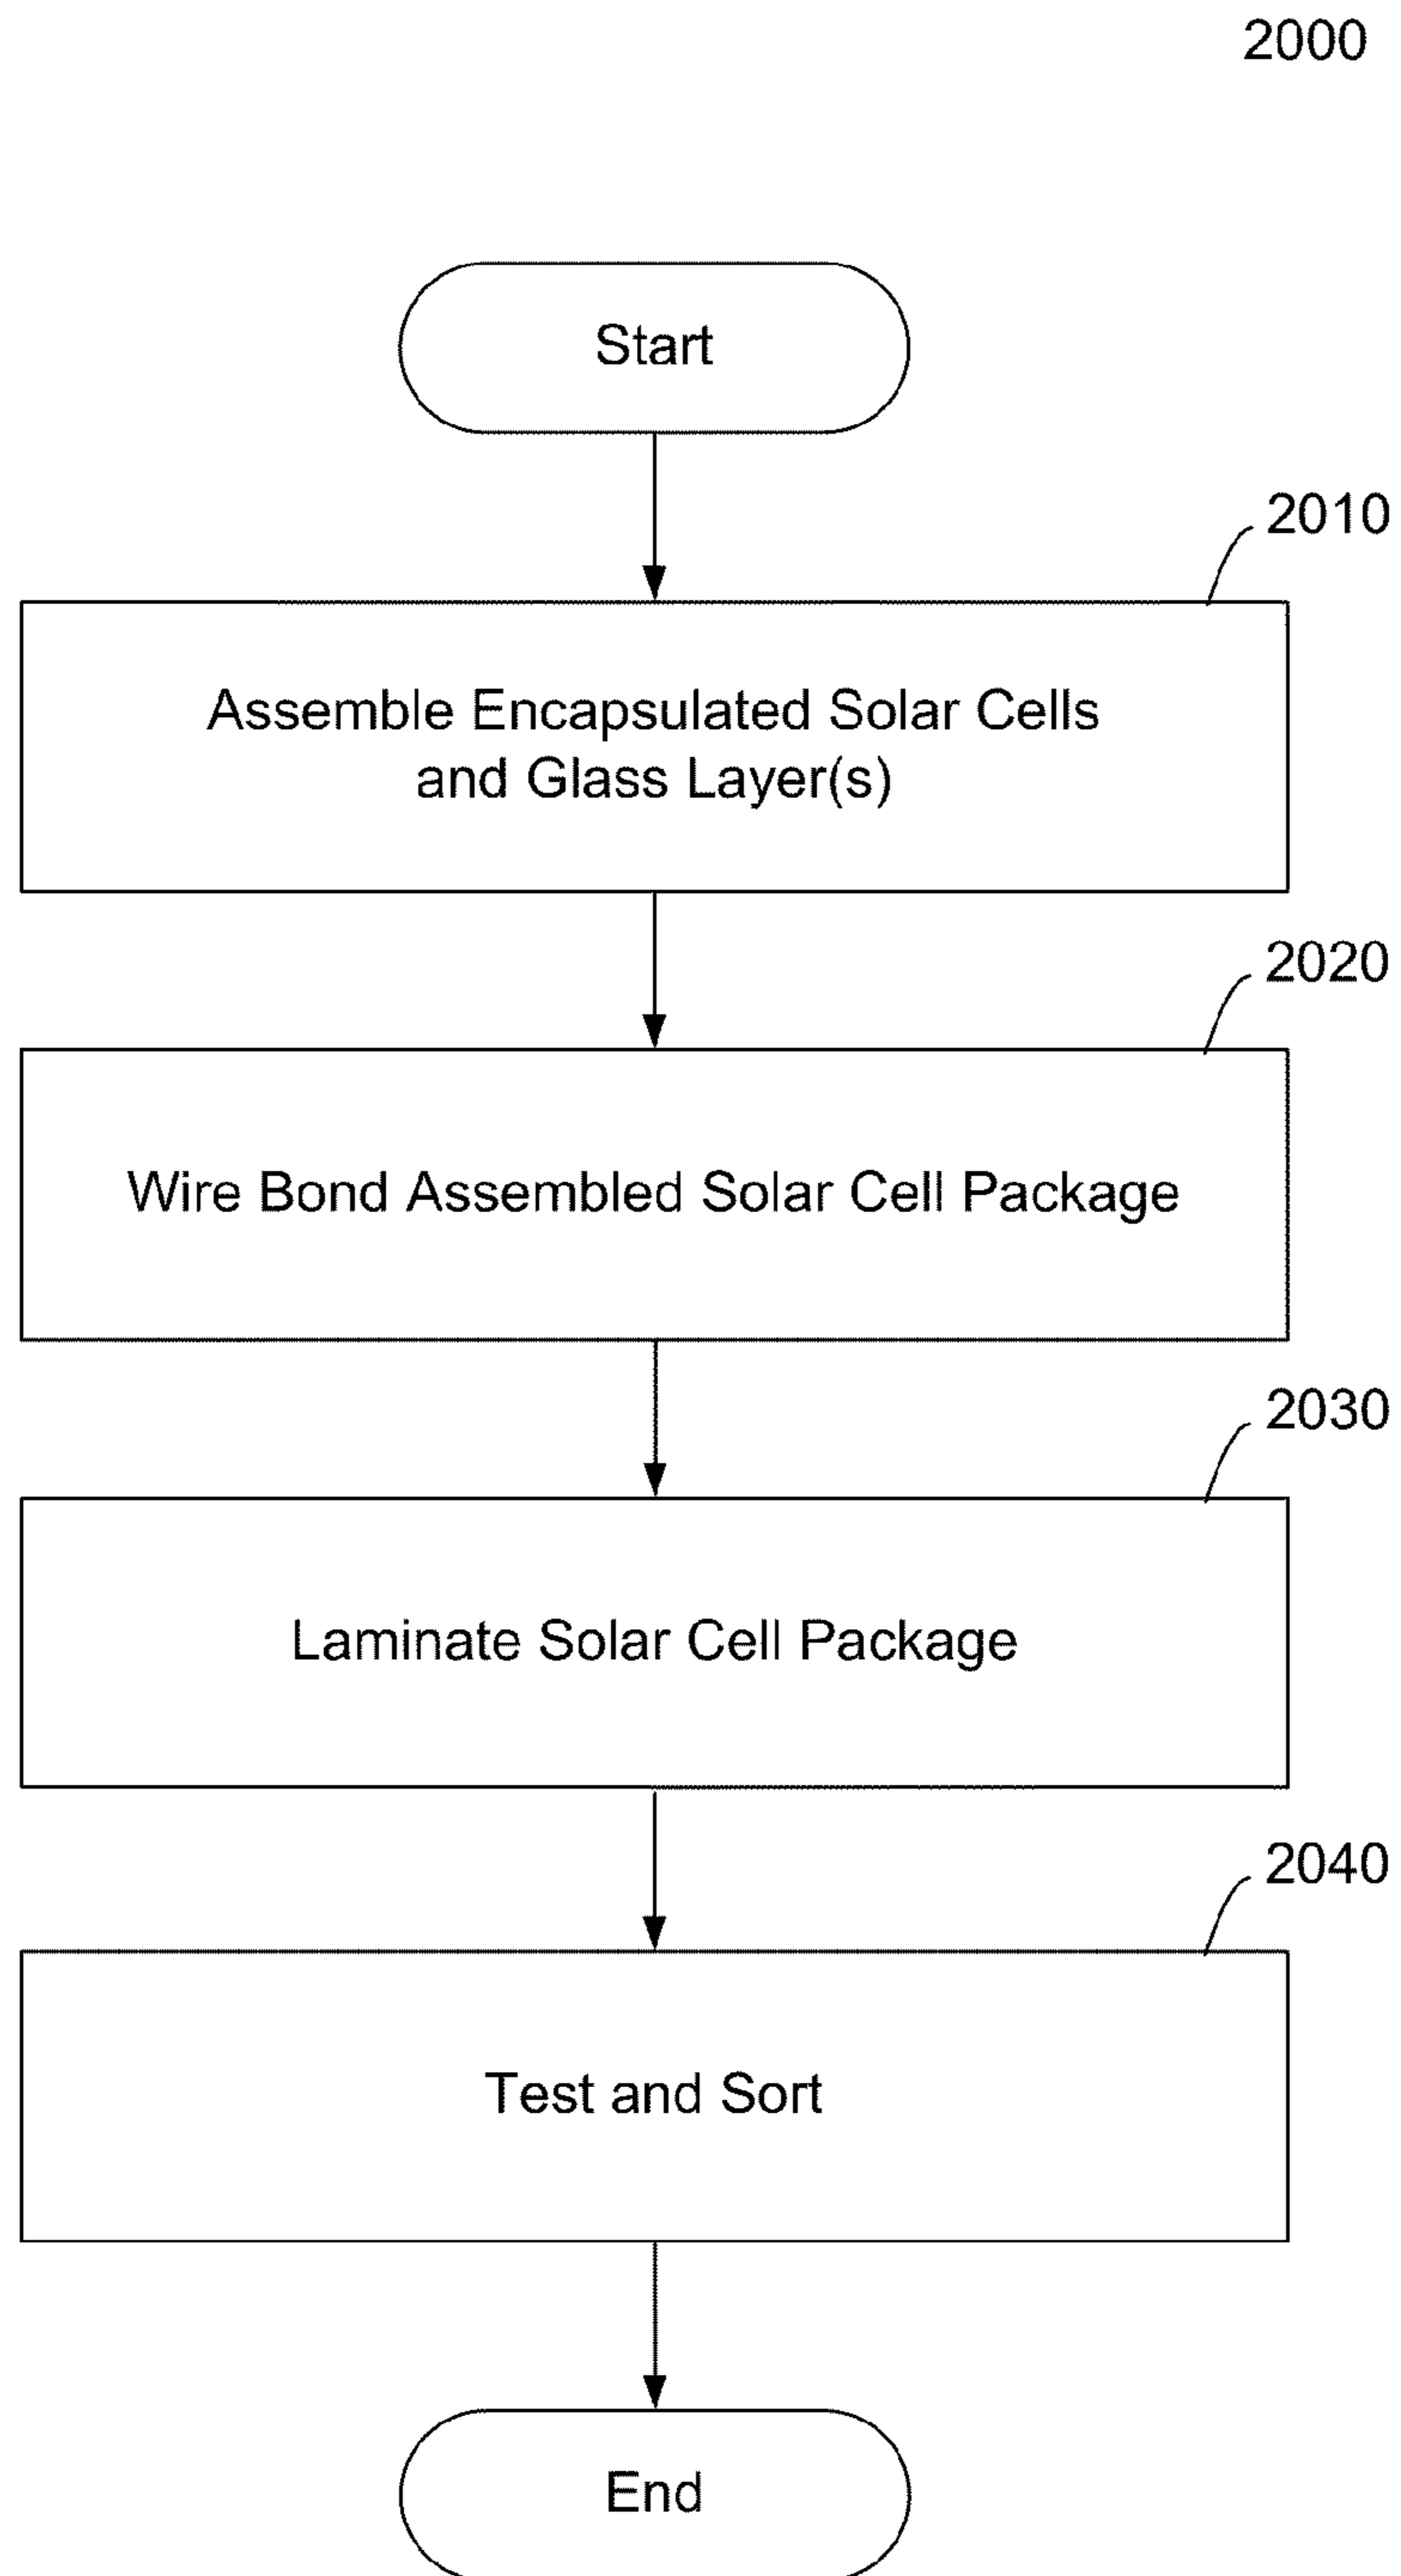 2000
Start
2010
Assemble Encapsulated Solar Cells
and Glass Layer(s)
2020
Wire Bond Assembled Solar Cell Package
2030
Laminate Solar Cell Package
2040
Test and Sort
End